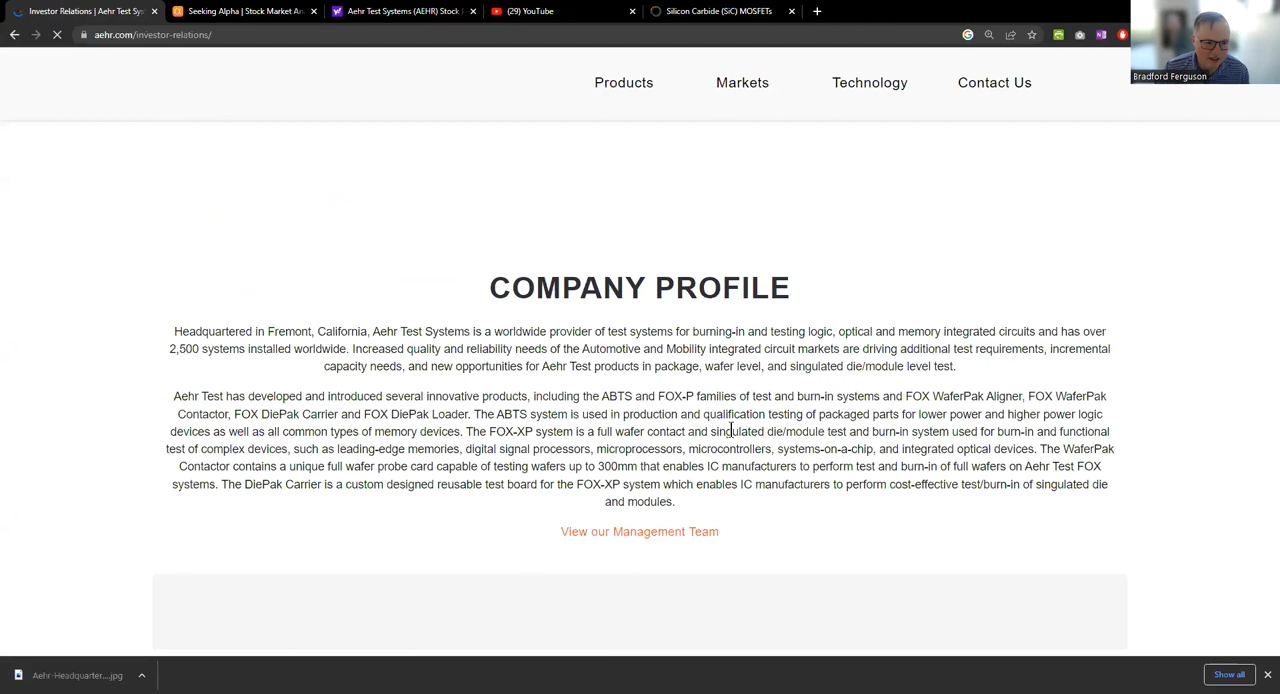 Investor Relations | Aehr Test Sys
Seeking Alpha | Stock Market An
Aehr Test Systems (AEHR) Stock
(29) YouTube
Silicon Carbide (SiC) MOSFETs
aehr.com/investor-relations/
Bradford Ferguson
Products Markets Technology Contact Us
COMPANY PROFILE
Headquartered in Fremont, California, Aehr Test Systems is a worldwide provider of test systems for burning-in and testing logic, optical and memory integrated circuits and has over
2,500 systems installed worldwide. Increased quality and reliability needs of the Automotive and Mobility integrated circuit markets are driving additional test requirements, incremental
capacity needs, and new opportunities for Aehr Test products in package, wafer level, and singulated die/module level test.
Aehr Test has developed and introduced several innovative products, including the ABTS and FOX-P families of test and burn-in systems and FOX WaferPak Aligner, FOX WaferPak
Contactor, FOX DiePak Carrier and FOX DiePak Loader. The ABTS system is used in production and qualification testing of packaged parts for lower power and higher power logic
devices as well as all common types of memory devices. The FOX-XP system is a full wafer contact and singulated die/module test and burn-in system used for burn-in and functional
test of complex devices, such as leading-edge memories, digital signal processors, microprocessors, microcontrollers, systems-on-a-chip, and integrated optical devices. The WaferPak
Contactor contains a unique full wafer probe card capable of testing wafers up to 300mm that enables IC manufacturers to perform test and burn-in of full wafers on Aehr Test FOX
systems. The DiePak Carrier is a custom designed reusable test board for the FOX-XP system which enables IC manufacturers to perform cost-effective test/burn-in of singulated die
and modules.
View our Management Team
Aehr-Headquarter....jpg
Show all